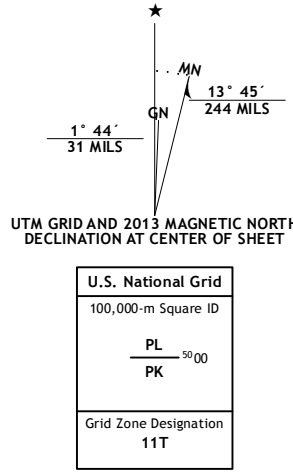 ★
MN
GN
13° 45´
244 MILS
1° 44´
31 MILS
UTM GRID AND 2013 MAGNETIC NORTH
DECLINATION AT CENTER OF SHEET
U.S. National Grid
100,000-m Square ID
PL
5000
PK
Grid Zone Designation
11T